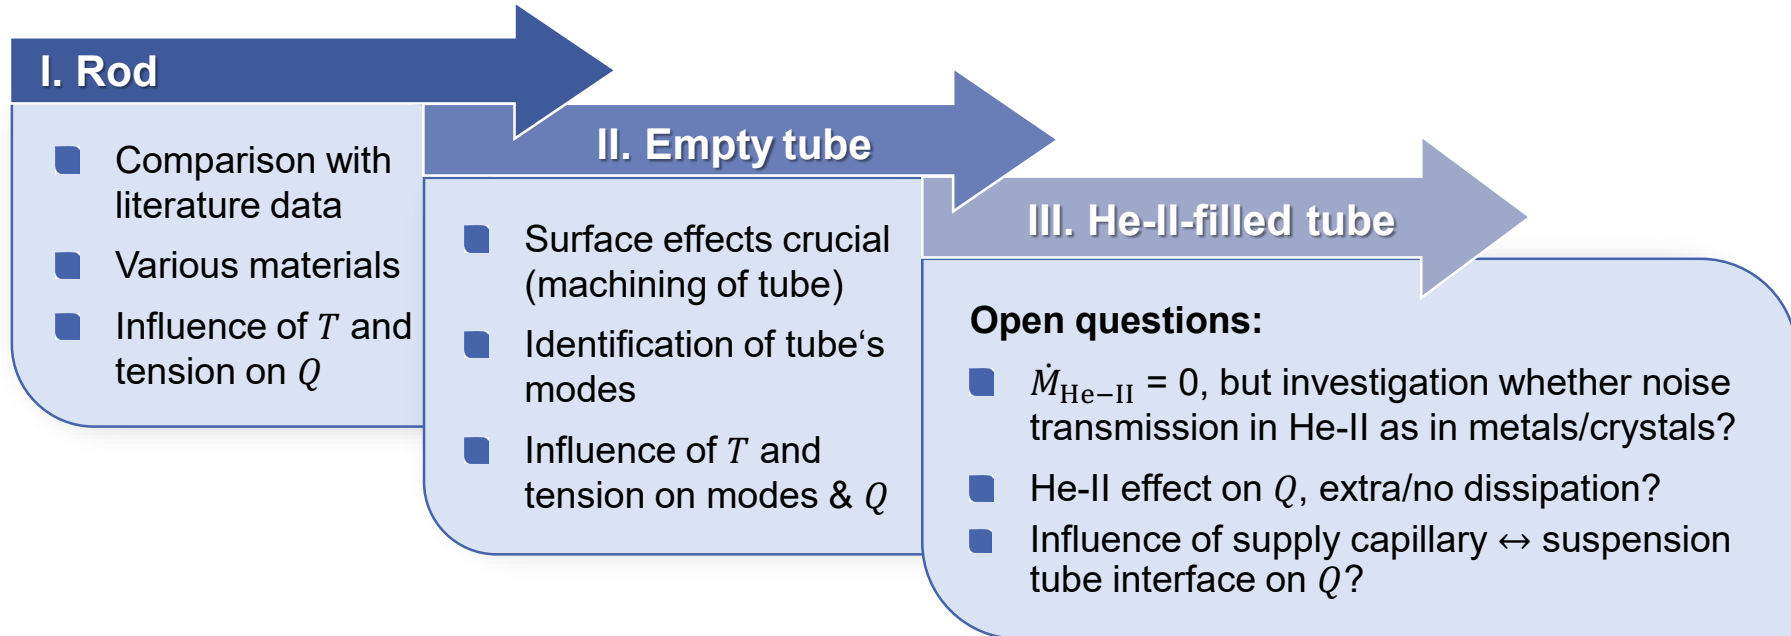 I. Rod
Comparison with
literature data
Various materials
Influence of 𝑇 and
tension on 𝑄
II. Empty tube
Surface effects crucial
(machining of tube)
Identification of tube‘s
modes
Influence of 𝑇 and
tension on modes & 𝑄
III. He-II-filled tube
Open questions:
Ṁ_He−II = 0, but investigation whether noise
transmission in He-II as in metals/crystals?
He-II effect on 𝑄, extra/no dissipation?
Influence of supply capillary ↔ suspension
tube interface on 𝑄?